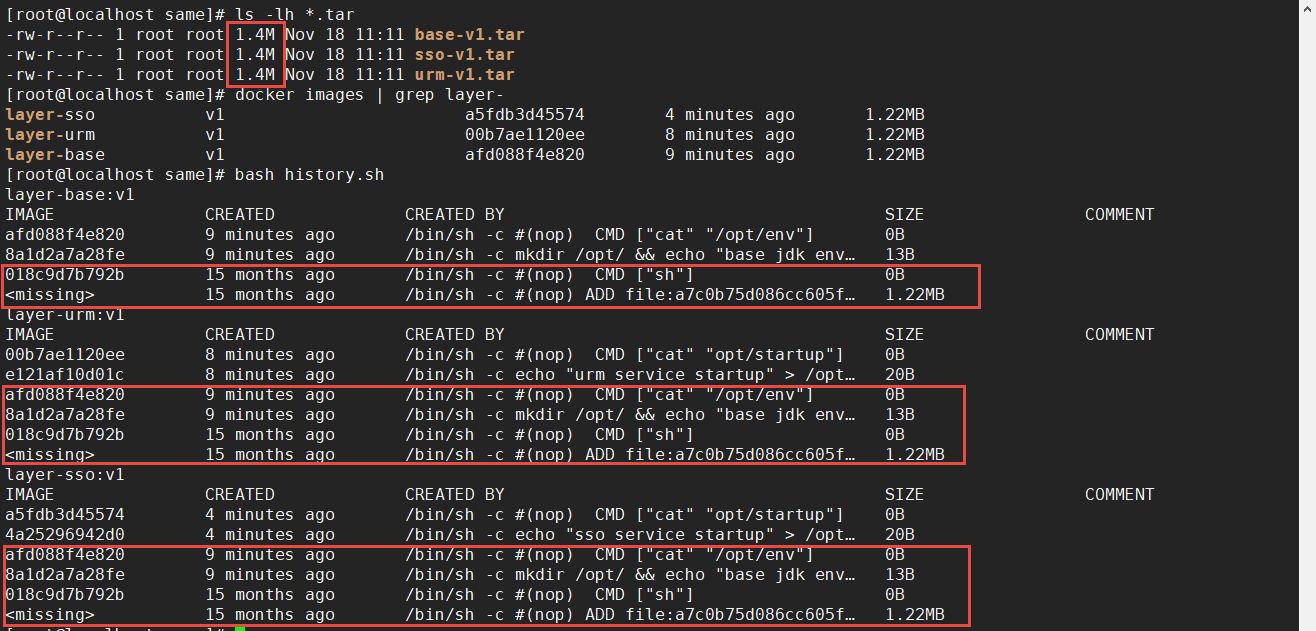 [root@localhost same]# ls -lh *.tar
-rw-r--r-- 1 root root 1.4M Nov 18 11:11 base-v1.tar
-rw-r--r-- 1 root root 1.4M Nov 18 11:11 sso-v1.tar
-rw-r--r-- 1 root root 1.4M Nov 18 11:11 urm-v1.tar
[root@localhost same]# docker images | grep layer-
layer-sso v1 a5fdb3d45574 4 minutes ago 1.22MB
layer-urm v1 00b7ae1120ee 8 minutes ago 1.22MB
layer-base v1 afd088f4e820 9 minutes ago 1.22MB
[root@localhost same]# bash history.sh
layer-base:v1
IMAGE CREATED CREATED BY SIZE COMMENT
afd088f4e820 9 minutes ago /bin/sh -c #(nop)  CMD ["cat" "/opt/env"] 0B
8a1d2a7a28fe 9 minutes ago /bin/sh -c mkdir /opt/ && echo "base jdk env… 13B
018c9d7b792b 15 months ago /bin/sh -c #(nop)  CMD ["sh"] 0B
<missing> 15 months ago /bin/sh -c #(nop) ADD file:a7c0b75d086cc605f… 1.22MB
layer-urm:v1
IMAGE CREATED CREATED BY SIZE COMMENT
00b7ae1120ee 8 minutes ago /bin/sh -c #(nop)  CMD ["cat" "opt/startup"] 0B
e121af10d01c 8 minutes ago /bin/sh -c echo "urm service startup" > /opt… 20B
afd088f4e820 9 minutes ago /bin/sh -c #(nop)  CMD ["cat" "/opt/env"] 0B
8a1d2a7a28fe 9 minutes ago /bin/sh -c mkdir /opt/ && echo "base jdk env… 13B
018c9d7b792b 15 months ago /bin/sh -c #(nop)  CMD ["sh"] 0B
<missing> 15 months ago /bin/sh -c #(nop) ADD file:a7c0b75d086cc605f… 1.22MB
layer-sso:v1
IMAGE CREATED CREATED BY SIZE COMMENT
a5fdb3d45574 4 minutes ago /bin/sh -c #(nop)  CMD ["cat" "opt/startup"] 0B
4a25296942d0 4 minutes ago /bin/sh -c echo "sso service startup" > /opt… 20B
afd088f4e820 9 minutes ago /bin/sh -c #(nop)  CMD ["cat" "/opt/env"] 0B
8a1d2a7a28fe 9 minutes ago /bin/sh -c mkdir /opt/ && echo "base jdk env… 13B
018c9d7b792b 15 months ago /bin/sh -c #(nop)  CMD ["sh"] 0B
<missing> 15 months ago /bin/sh -c #(nop) ADD file:a7c0b75d086cc605f… 1.22MB